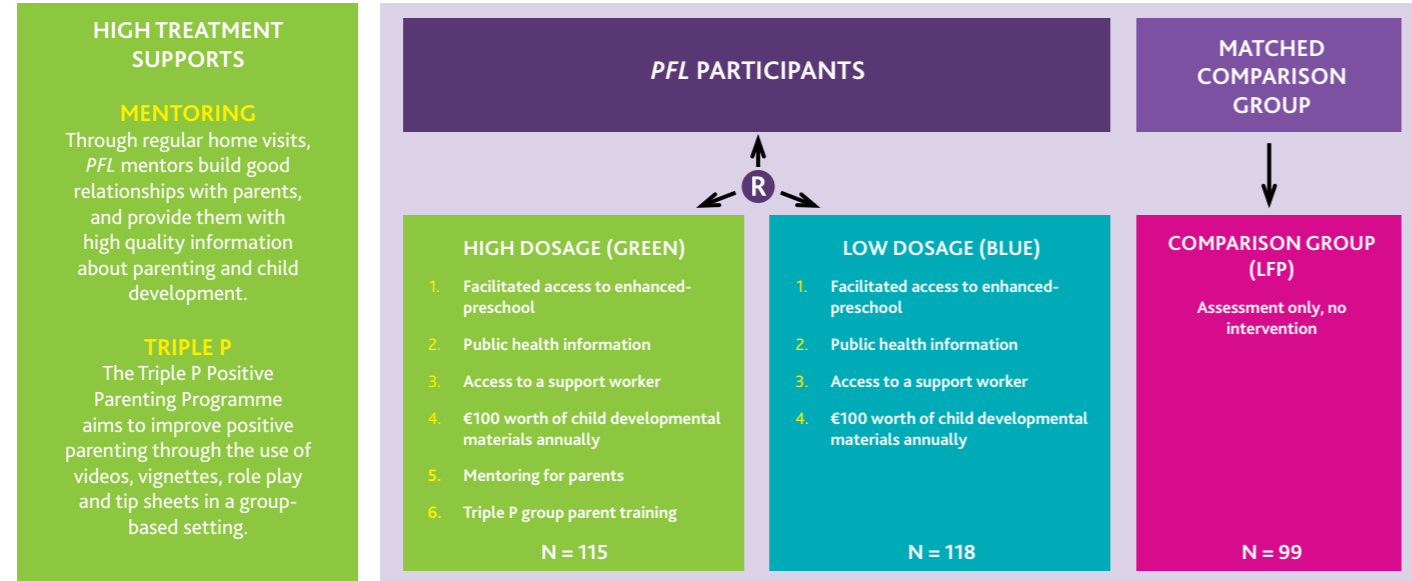 HIGH TREATMENT
SUPPORTS
MENTORING
Through regular home visits,
PFL mentors build good
relationships with parents,
and provide them with
high quality information
about parenting and child
development.
TRIPLE P
The Triple P Positive
Parenting Programme
aims to improve positive
parenting through the use of
videos, vignettes, role play
and tip sheets in a group-
based setting.
PFL PARTICIPANTS
MATCHED
COMPARISON
GROUP
R
HIGH DOSAGE (GREEN)
1. Facilitated access to enhanced-
preschool
2. Public health information
3. Access to a support worker
4. €100 worth of child developmental
materials annually
5. Mentoring for parents
6. Triple P group parent training
N = 115
LOW DOSAGE (BLUE)
1. Facilitated access to enhanced-
preschool
2. Public health information
3. Access to a support worker
4. €100 worth of child developmental
materials annually
N = 118
COMPARISON GROUP
(LFP)
Assessment only, no
intervention
N = 99